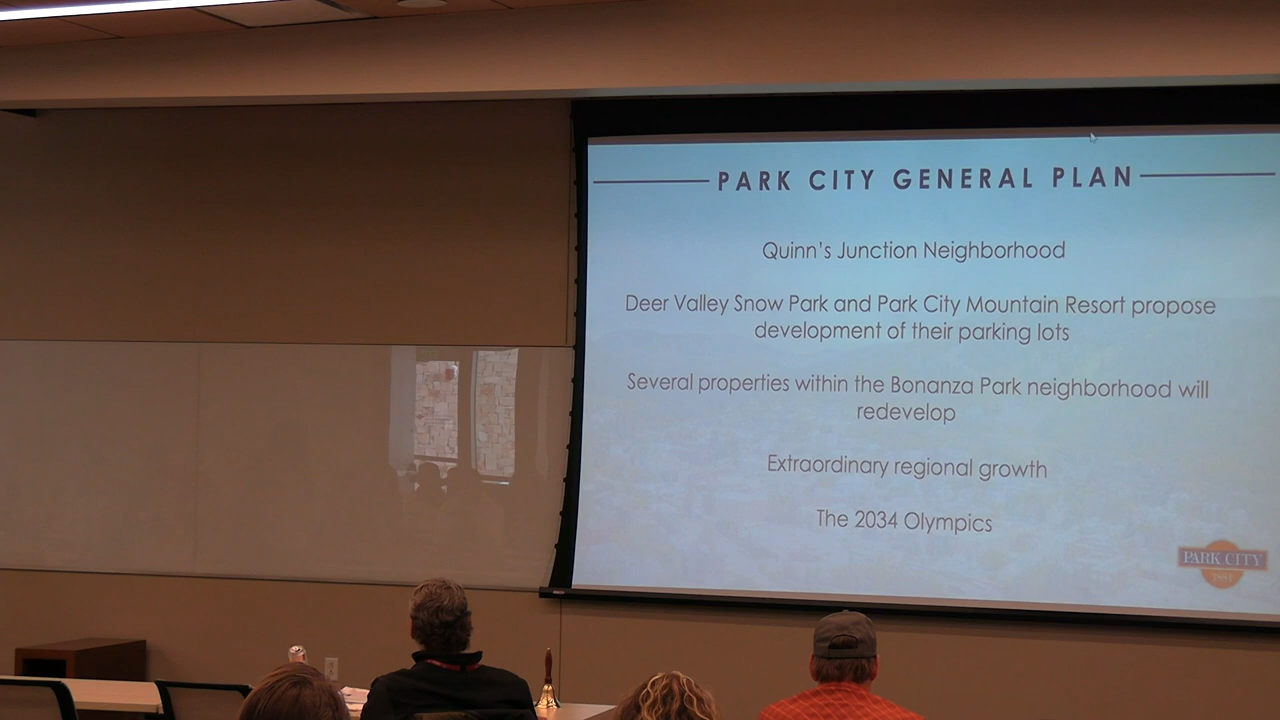 PARK CITY GENERAL PLAN
Quinn's Junction Neighborhood
Deer Valley Snow Park and Park City Mountain Resort propose
development of their parking lots
Several properties within the Bonanza Park neighborhood will
redevelop
Extraordinary regional growth
The 2034 Olympics
PARK CITY
1884